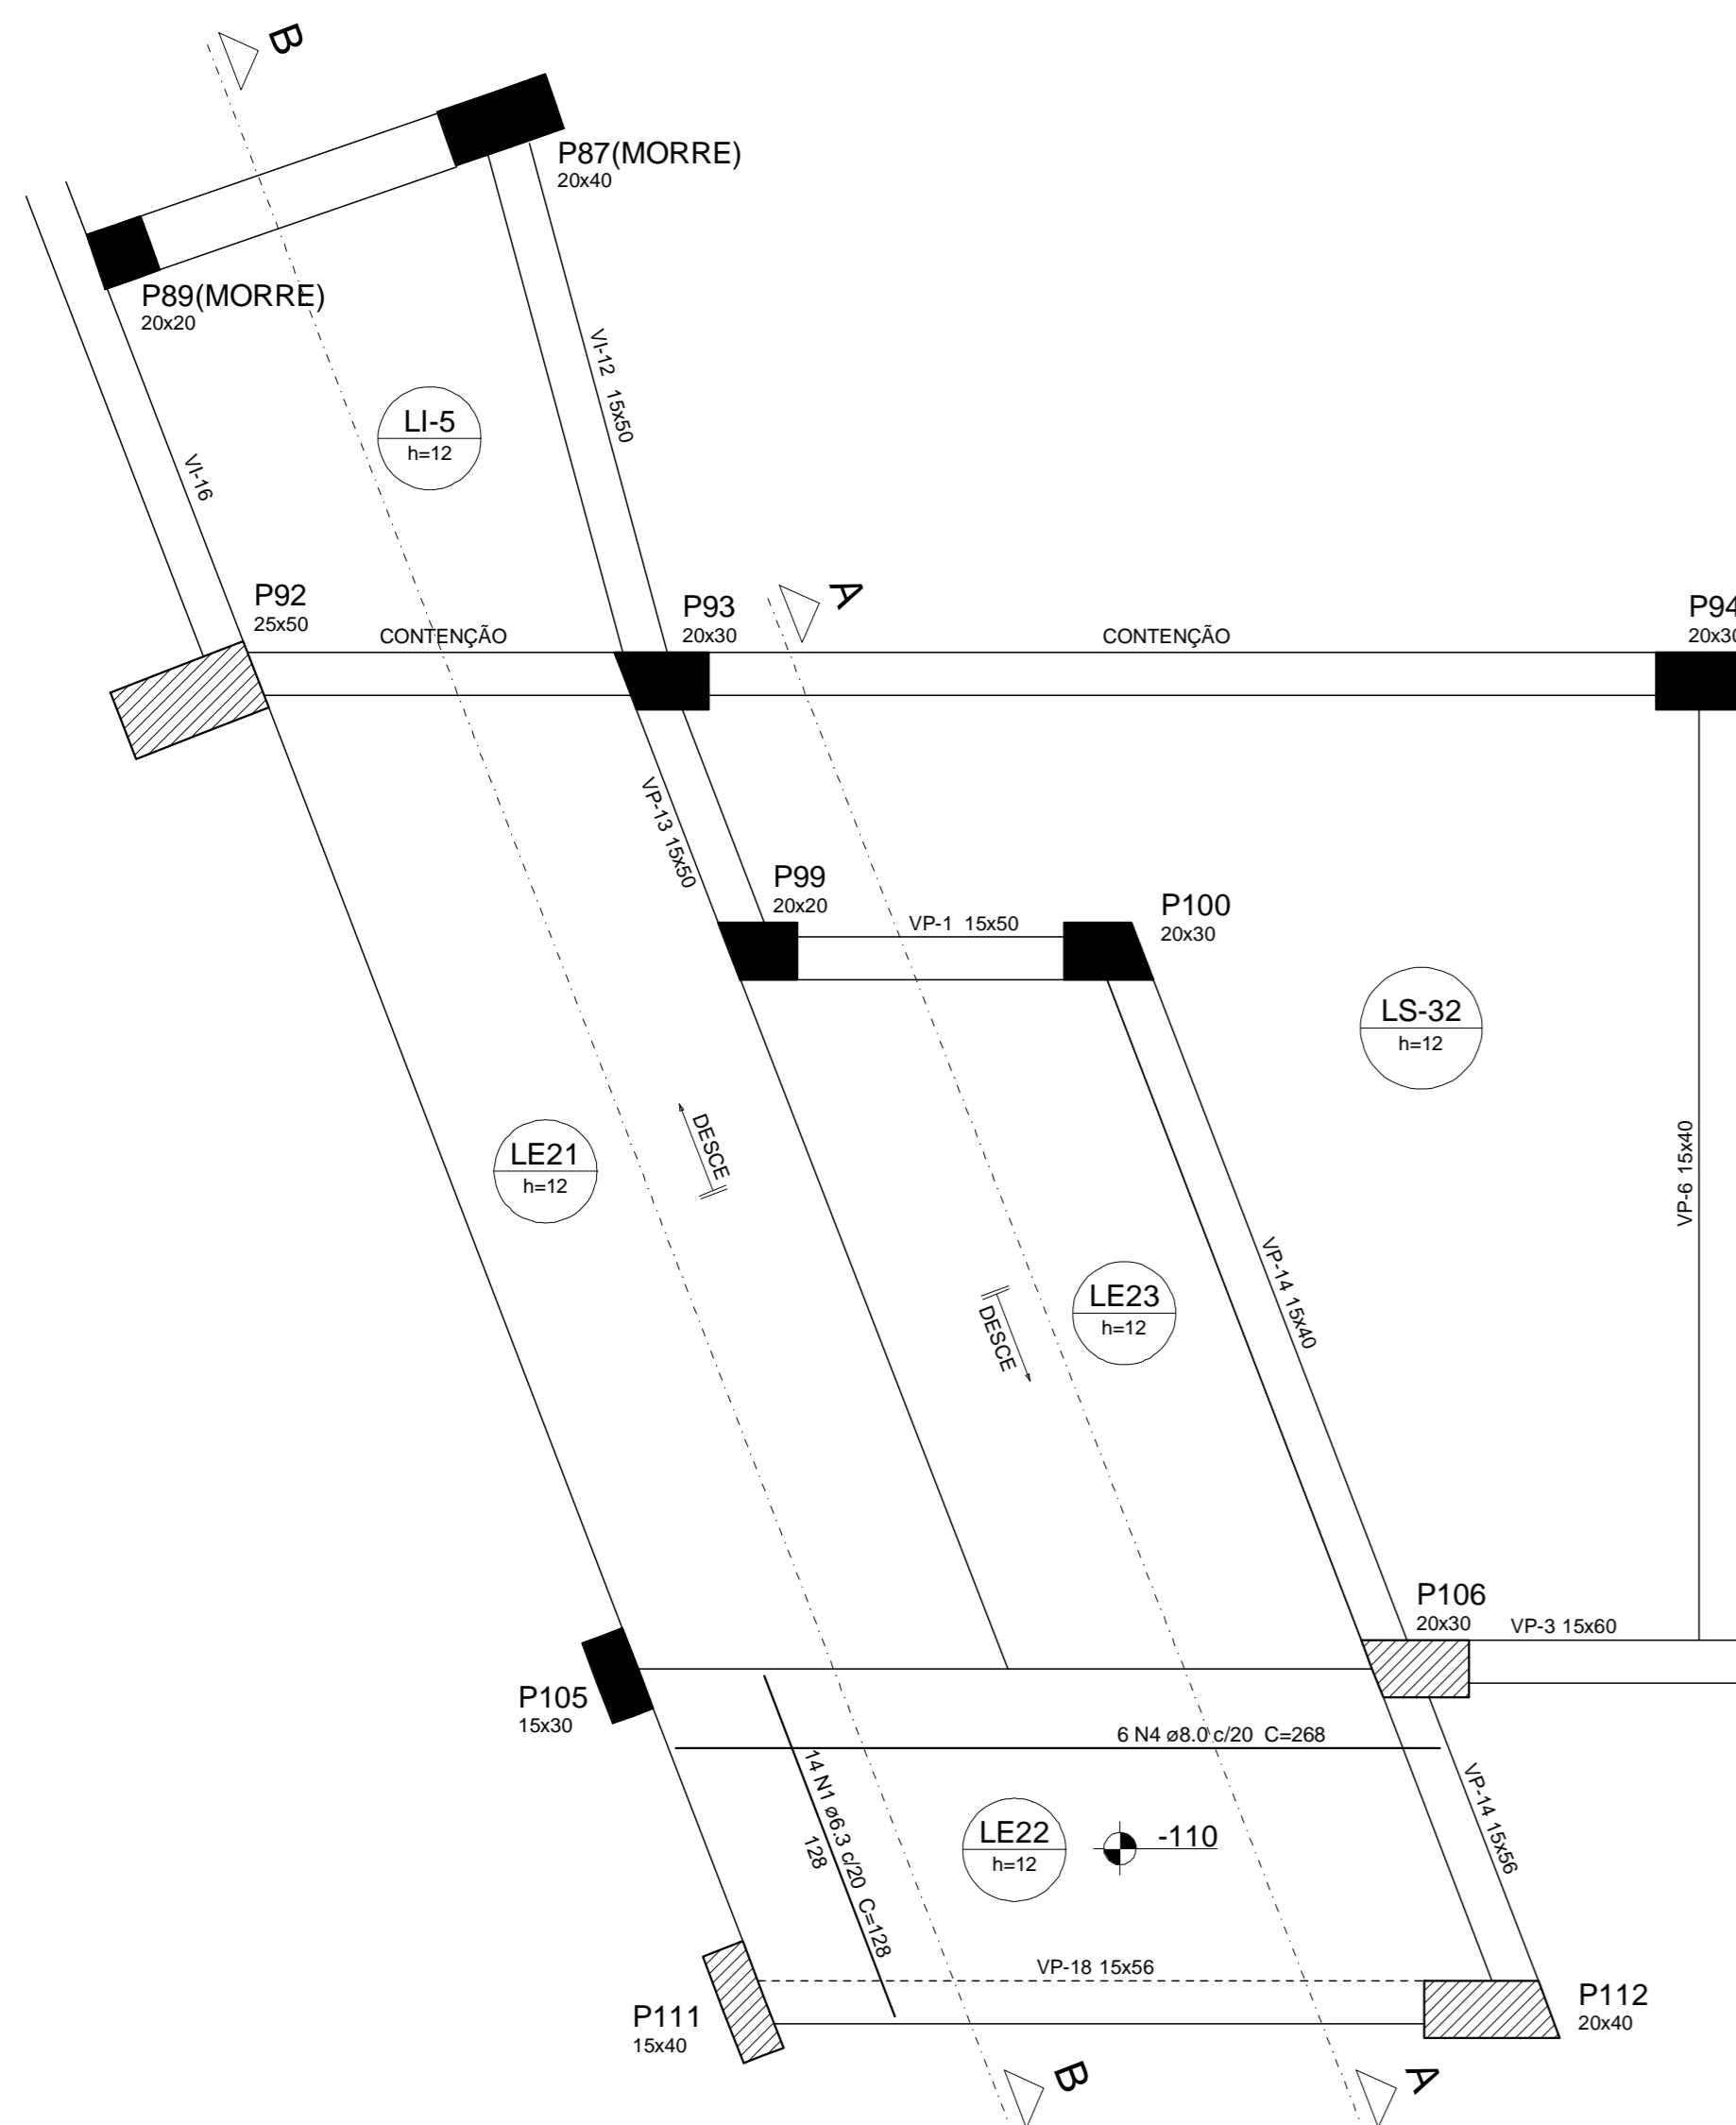 B
P87(MORRE)
20x40
P89(MORRE)
20x20
VI-12  15x50
LI-5
h=12
VI-16
P92
25x50
CONTENÇÃO
P93
20x30
A
CONTENÇÃO
P94
20x30
VP-13 15x50
P99
20x20
VP-1  15x50
P100
20x30
LS-32
h=12
DESCE
LE21
h=12
VP-6 15x40
VP-14 15x40
LE23
h=12
DESCE
P106
20x30
VP-3 15x60
P105
15x30
6 N4 ø8.0 c/20  C=268
14 N1 ø6.3 c/20  C=128
128
VP-14 15x56
LE22
h=12
-110
VP-18 15x56
P111
15x40
P112
20x40
B
A